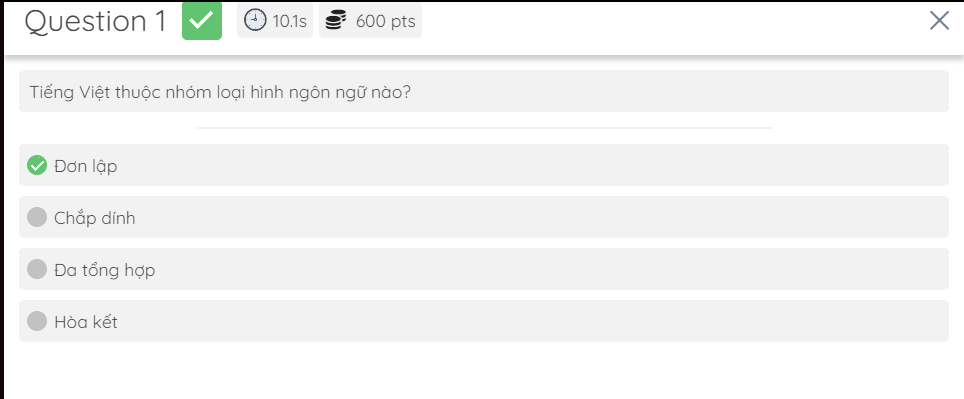 Question 1 10.1s 600 pts
Tiếng Việt thuộc nhóm loại hình ngôn ngữ nào?
Đơn lập
Chắp dính
Đa tổng hợp
Hòa kết